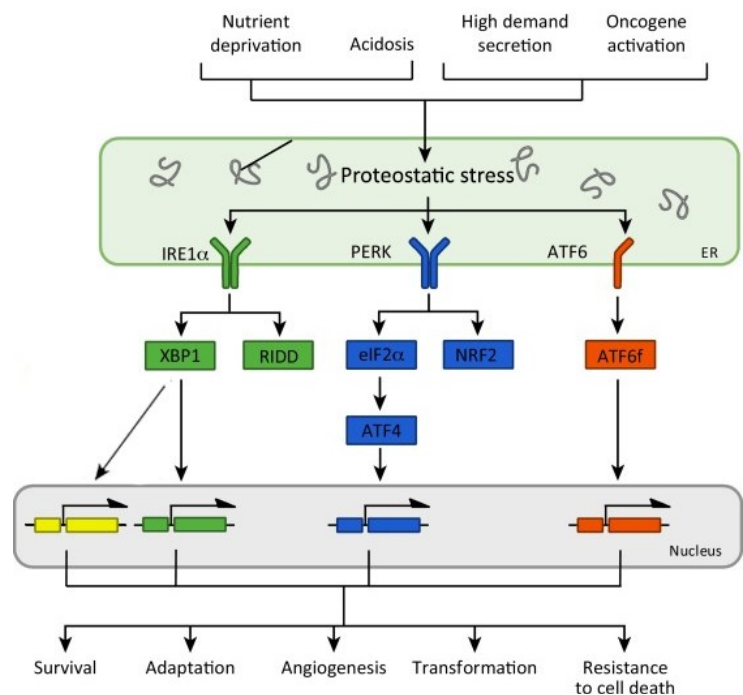 Nutrient
deprivation
Acidosis
High demand
secretion
Oncogene
activation
Proteostatic stress
IRE1α
PERK
ATF6
ER
XBP1
RIDD
eIF2α
NRF2
ATF6f
ATF4
Nucleus
Survival
Adaptation
Angiogenesis
Transformation
Resistance
to cell death